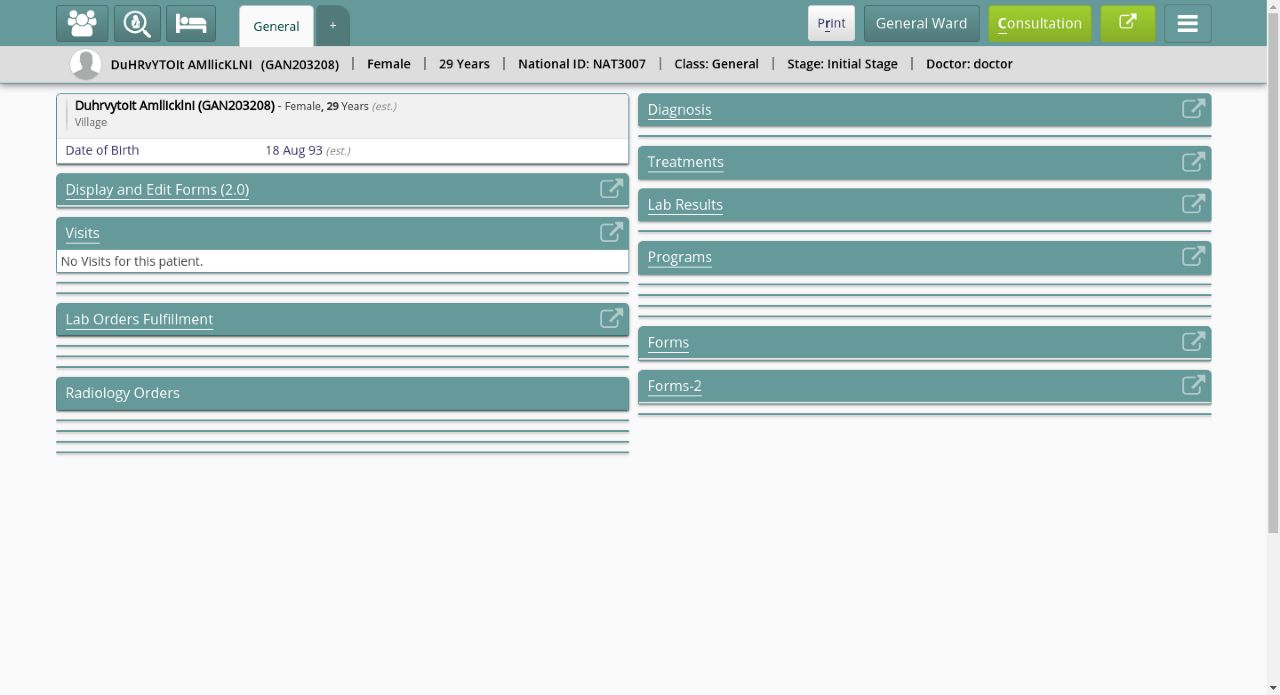 General
+
Print
General Ward
Consultation
DuHRvYTOIt AMlIicKLNI (GAN203208) | Female | 29 Years | National ID: NAT3007 | Class: General | Stage: Initial Stage | Doctor: doctor
Duhrvytoit Amliicklni (GAN203208) - Female, 29 Years (est.)
Village
Date of Birth 18 Aug 93 (est.)
Display and Edit Forms (2.0)
Visits
No Visits for this patient.
Lab Orders Fulfillment
Radiology Orders
Diagnosis
Treatments
Lab Results
Programs
Forms
Forms-2